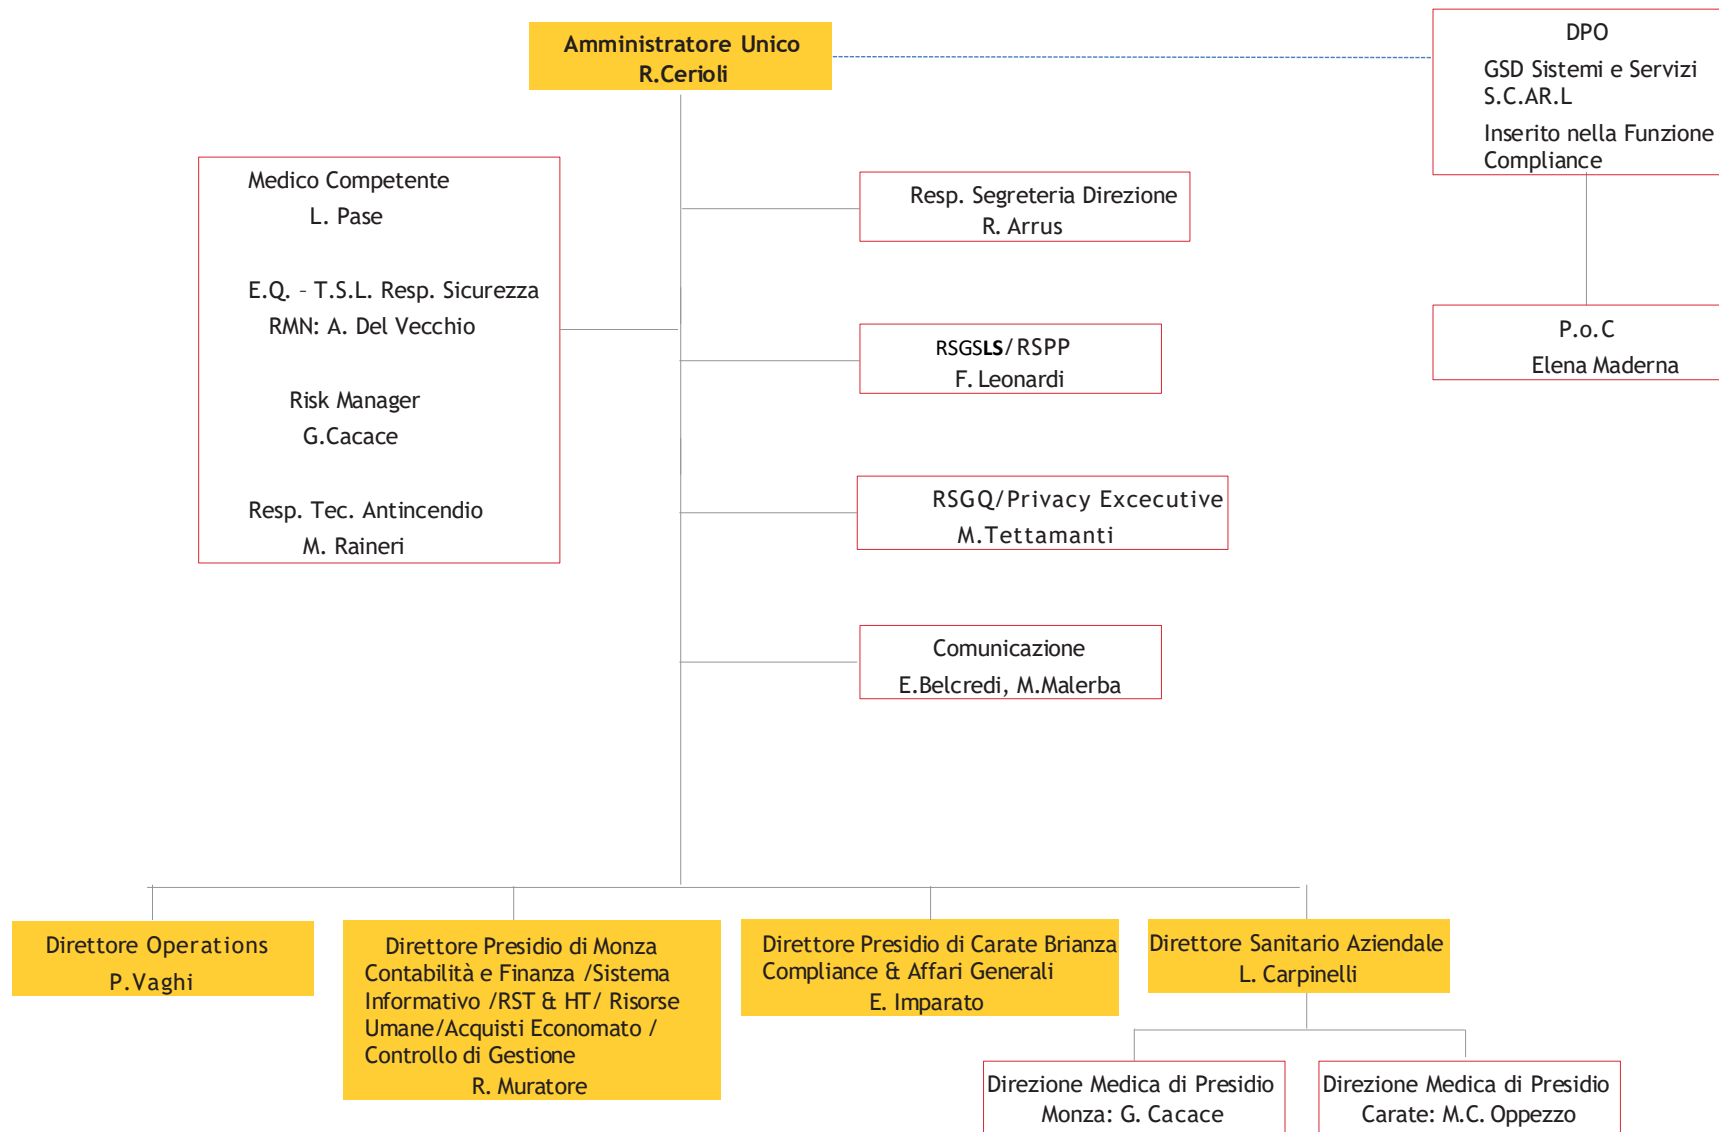 Amministratore Unico
R.Cerioli
DPO
GSD Sistemi e Servizi
S.C.AR.L
Inserito nella Funzione
Compliance
Medico Competente
L. Pase
E.Q. – T.S.L. Resp. Sicurezza
RMN: A. Del Vecchio
Risk Manager
G.Cacace
Resp. Tec. Antincendio
M. Raineri
Resp. Segreteria Direzione
R. Arrus
RSGSLS/RSPP
F. Leonardi
RSGQ/Privacy Excecutive
M.Tettamanti
Comunicazione
E.Belcredi, M.Malerba
P.o.C
Elena Maderna
Direttore Operations
P.Vaghi
Direttore Presidio di Monza
Contabilità e Finanza /Sistema
Informativo /RST & HT/ Risorse
Umane/Acquisti Economato /
Controllo di Gestione
R. Muratore
Direttore Presidio di Carate Brianza
Compliance & Affari Generali
E. Imparato
Direttore Sanitario Aziendale
L. Carpinelli
Direzione Medica di Presidio
Monza: G. Cacace
Direzione Medica di Presidio
Carate: M.C. Oppezzo